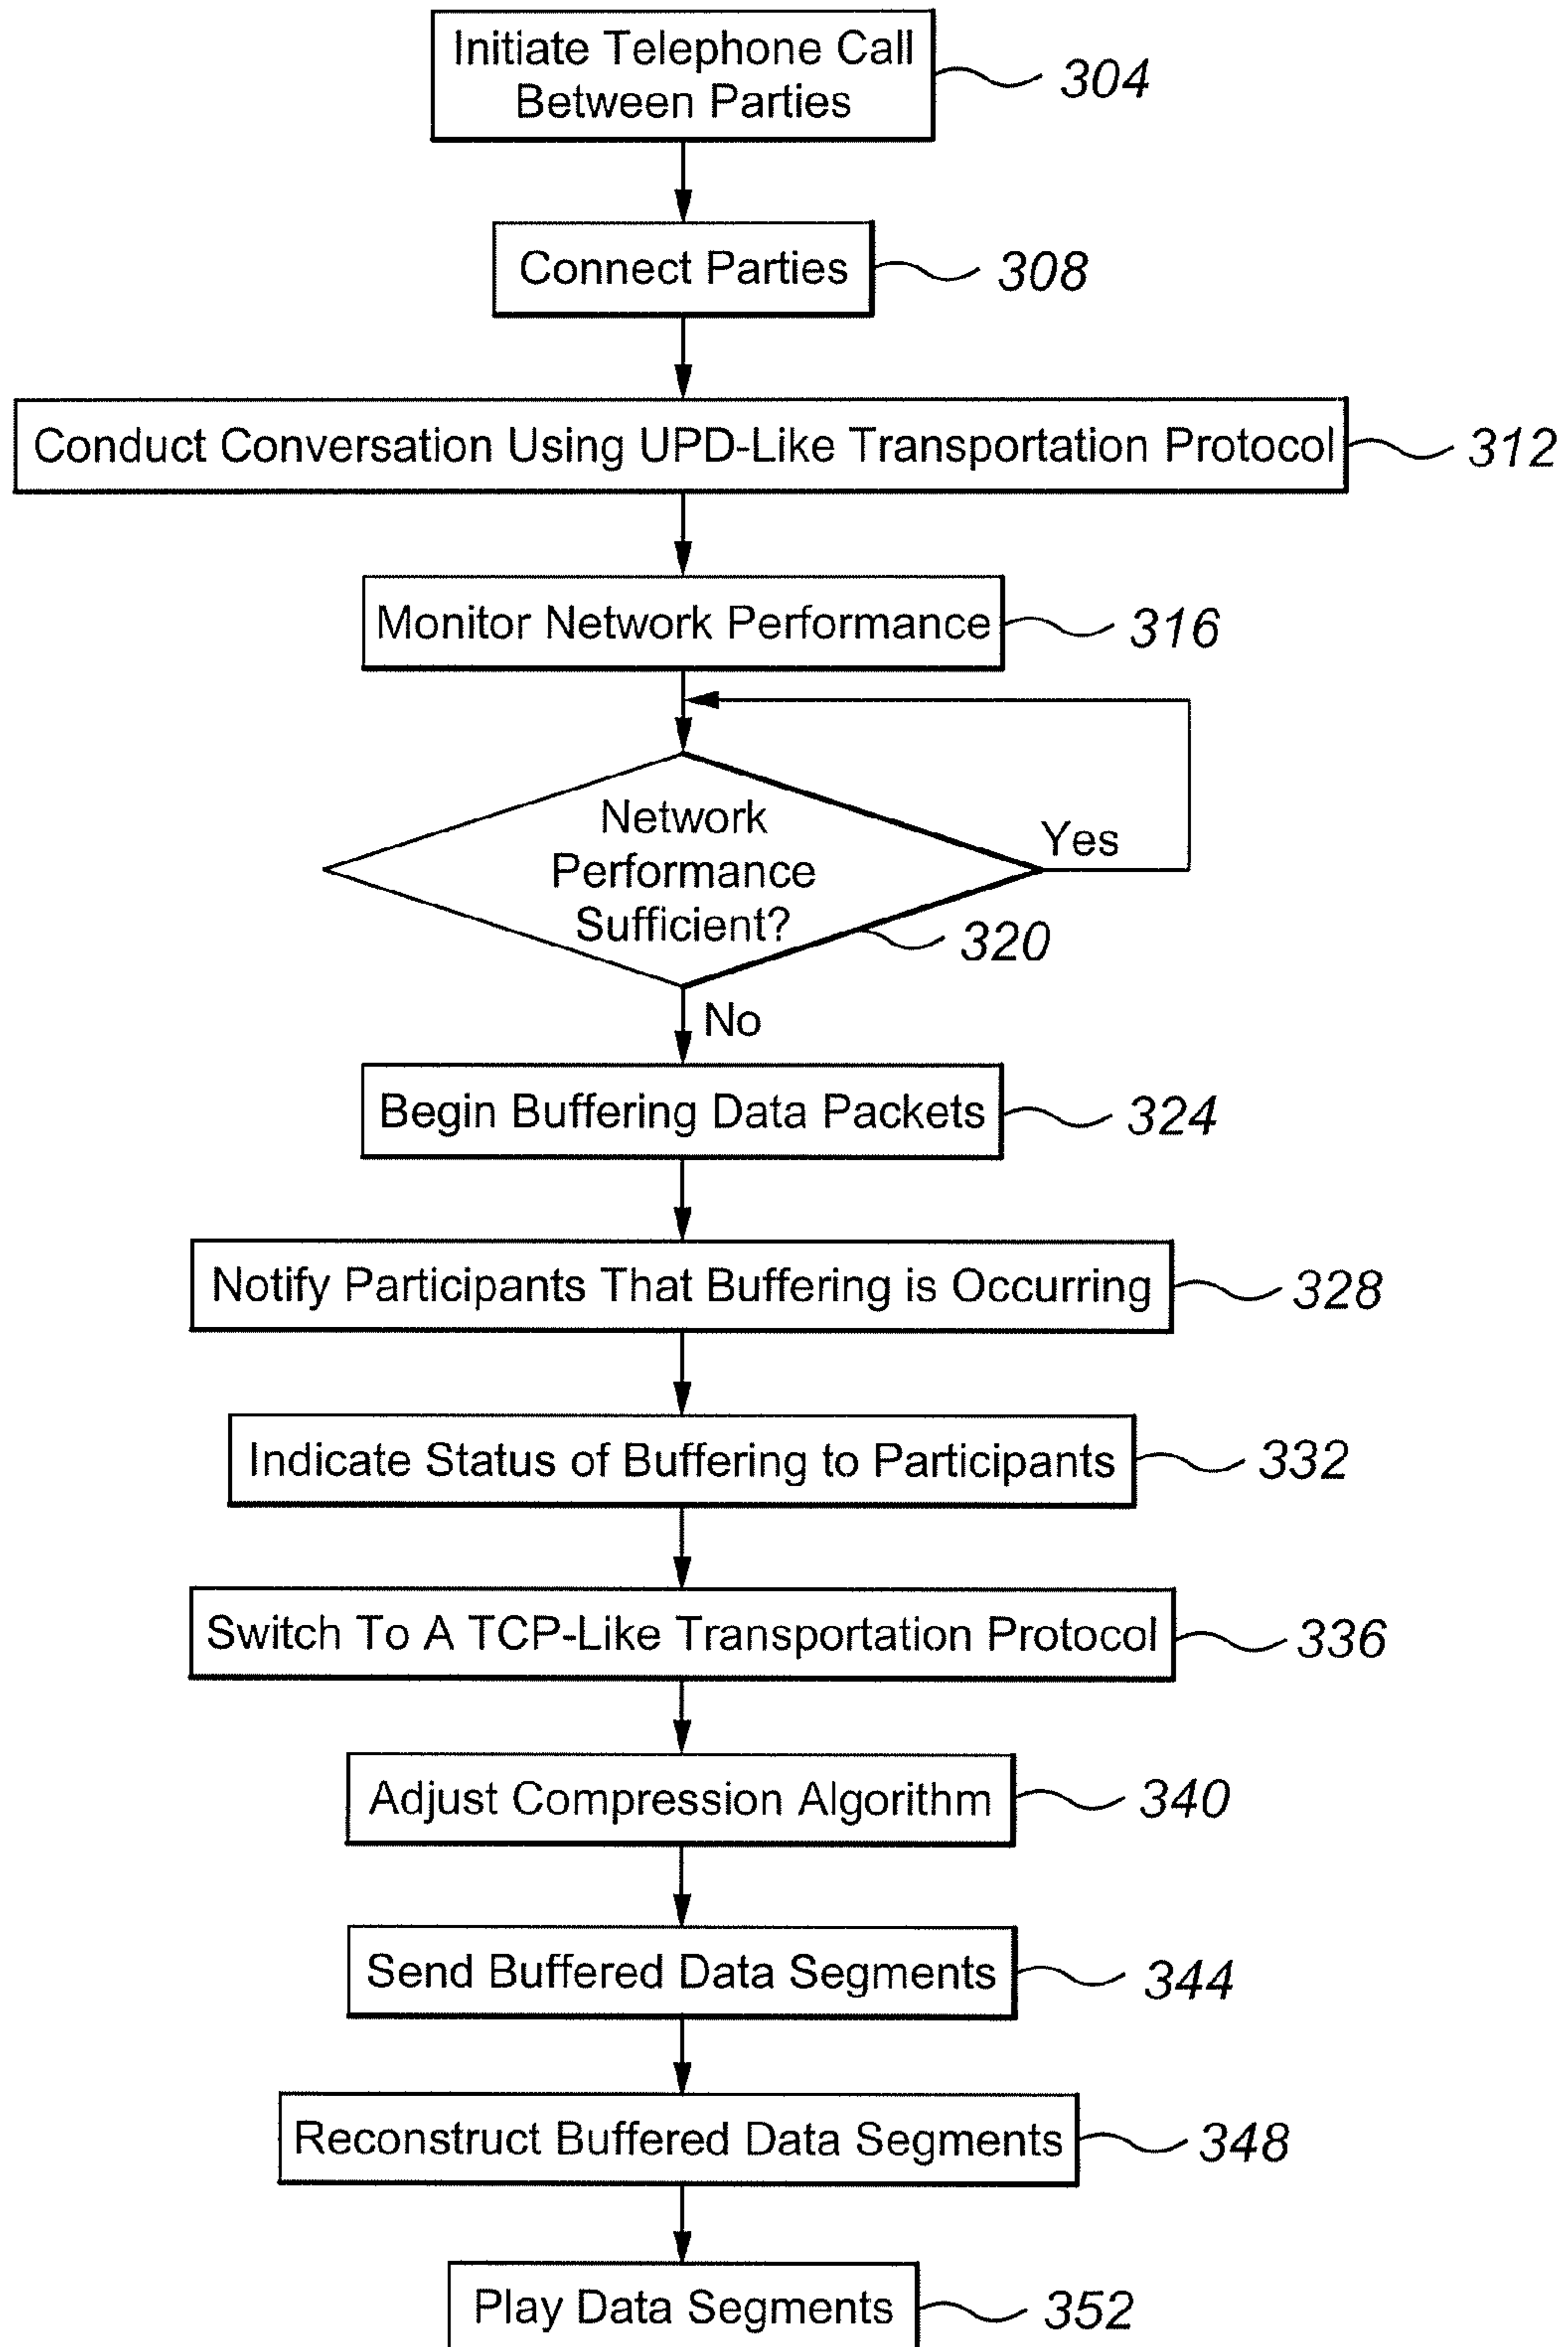 Initiate Telephone Call
Between Parties
304
Connect Parties
308
Conduct Conversation Using UPD-Like Transportation Protocol
312
Monitor Network Performance
316
Network
Performance
Sufficient?
Yes
320
No
Begin Buffering Data Packets
324
Notify Participants That Buffering is Occurring
328
Indicate Status of Buffering to Participants
332
Switch To A TCP-Like Transportation Protocol
336
Adjust Compression Algorithm
340
Send Buffered Data Segments
344
Reconstruct Buffered Data Segments
348
Play Data Segments
352